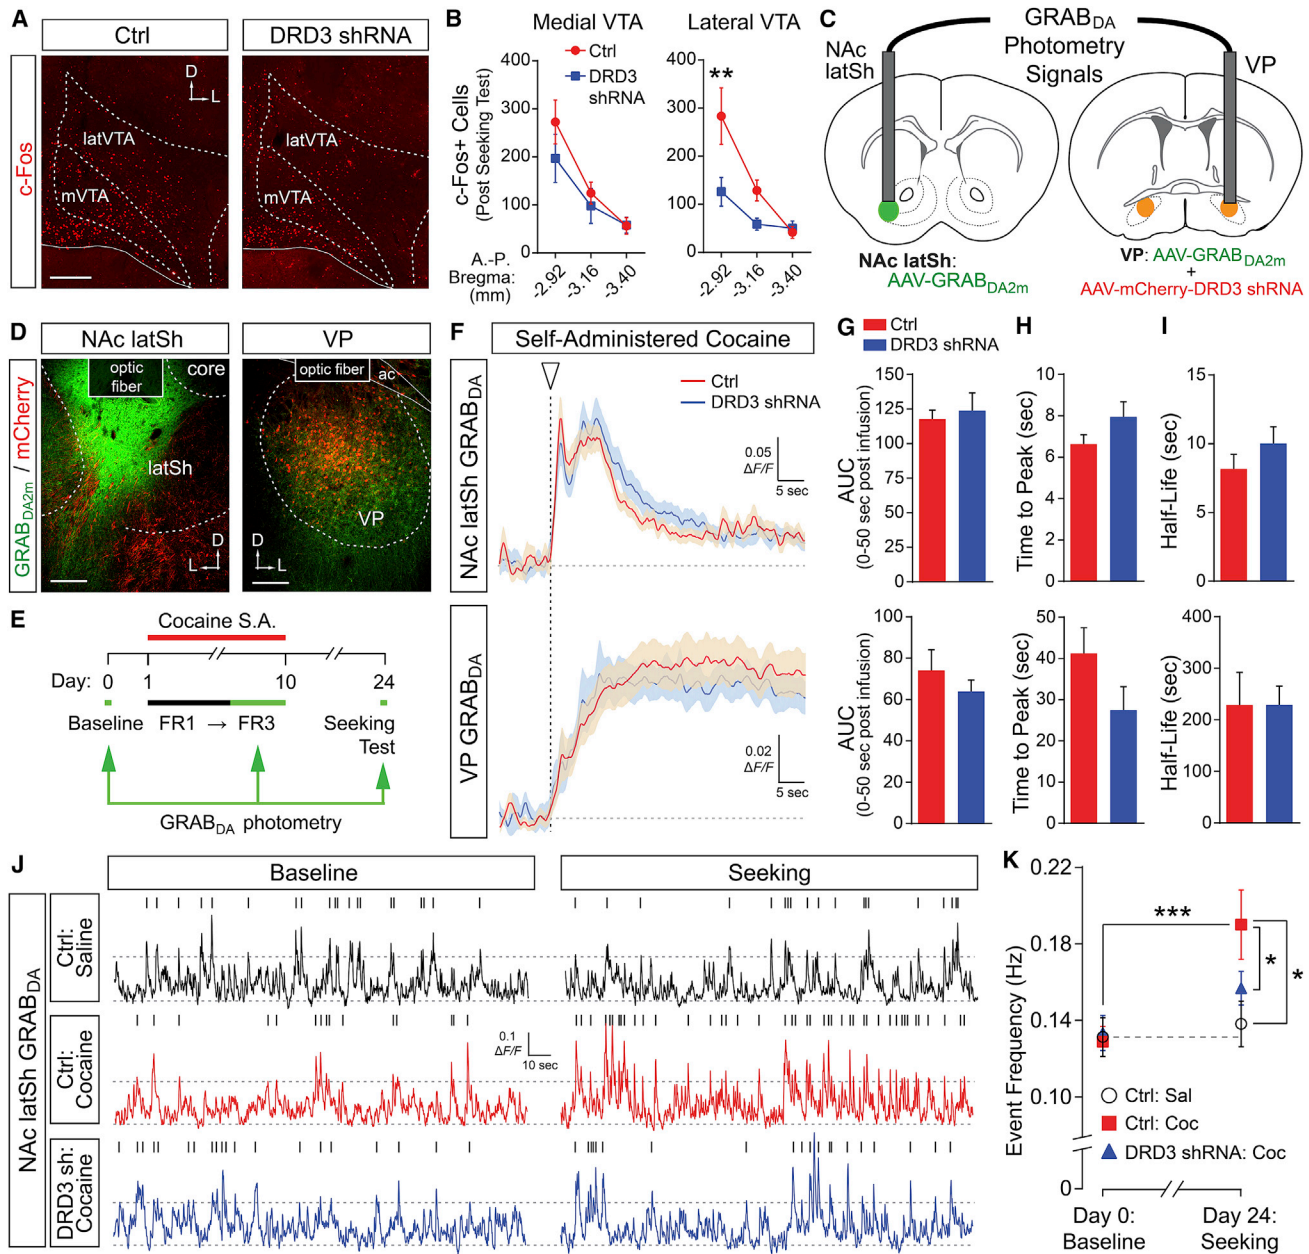 A
Ctrl
DRD3 shRNA
c-Fos
D
L
latVTA
mVTA
latVTA
mVTA
B
Medial VTA
Lateral VTA
Ctrl
DRD3
shRNA
**
c-Fos+ Cells
(Post Seeking Test)
400
300
200
100
0
400
300
200
100
0
A.-P.
Bregma:
(mm)
-2.92
-3.16
-3.40
-2.92
-3.16
-3.40
C
GRABDA
Photometry
Signals
NAc
latSh
VP
NAc latSh:
AAV-GRABDA2m
VP: AAV-GRABDA2m
+
AAV-mCherry-DRD3 shRNA
D
NAc latSh
VP
GRABDA2m / mCherry
optic
fiber
core
latSh
D
L
optic fiber
ac
VP
D
L
E
Cocaine S.A.
Day: 0 1 10 24
Baseline FR1 → FR3 Seeking
Test
GRABDA photometry
F
Self-Administered Cocaine
NAc latSh GRABDA
Ctrl
DRD3 shRNA
0.05
ΔF/F
5 sec
VP GRABDA
0.02
ΔF/F
5 sec
G
Ctrl
DRD3 shRNA
AUC
(0-50 sec post infusion)
150
125
100
75
50
25
0
AUC
(0-50 sec post infusion)
100
80
60
40
20
0
H
Time to Peak (sec)
10
8
6
4
2
0
Time to Peak (sec)
50
40
30
20
10
0
I
Half-Life (sec)
15
10
5
0
Half-Life (sec)
400
300
200
100
0
J
Baseline
Seeking
NAc latSh GRABDA
Ctrl:
Saline
Ctrl:
Cocaine
DRD3 sh:
Cocaine
0.1
ΔF/F
10 sec
K
Event Frequency (Hz)
0.22
0.18
0.14
0.10
0
***
*
*
Ctrl: Sal
Ctrl: Coc
DRD3 shRNA: Coc
Day 0:
Baseline
Day 24:
Seeking